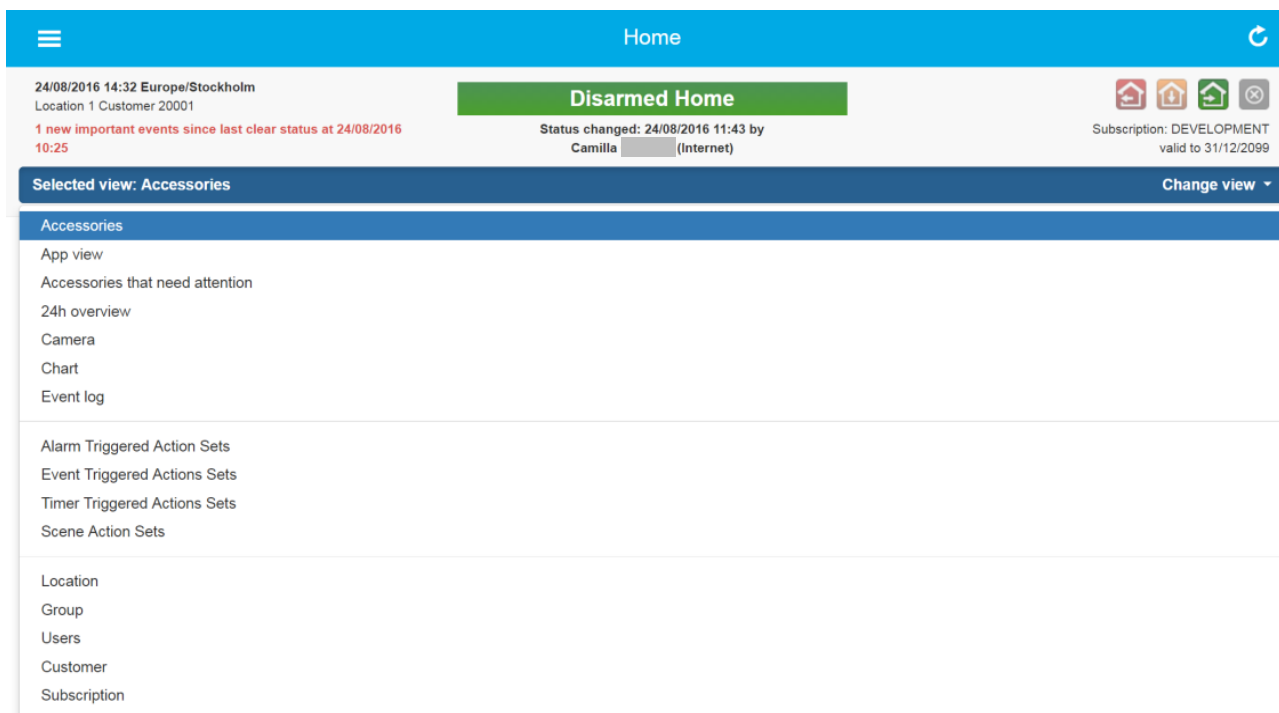 Home
24/08/2016 14:32 Europe/Stockholm
Location 1 Customer 20001
1 new important events since last clear status at 24/08/2016
10:25
Disarmed Home
Status changed: 24/08/2016 11:43 by
Camilla (Internet)
Subscription: DEVELOPMENT
valid to 31/12/2099
Selected view: Accessories
Change view
Accessories
App view
Accessories that need attention
24h overview
Camera
Chart
Event log
Alarm Triggered Action Sets
Event Triggered Actions Sets
Timer Triggered Actions Sets
Scene Action Sets
Location
Group
Users
Customer
Subscription